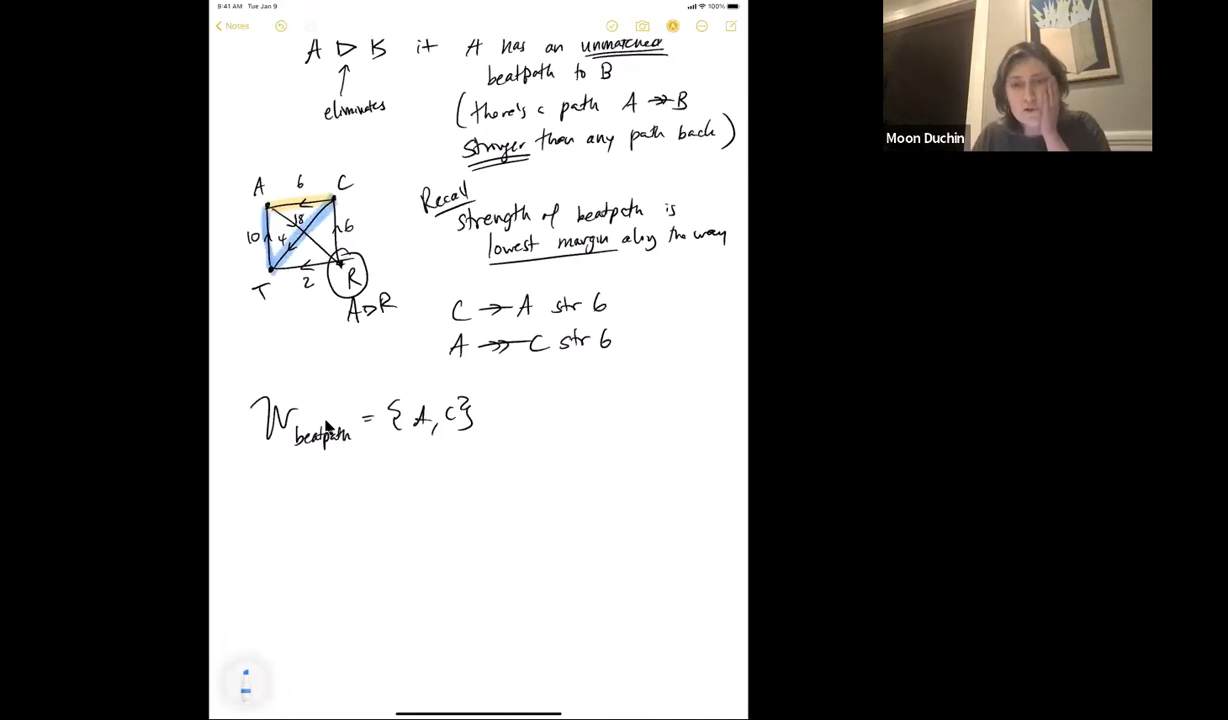 9:41 AM Tue Jan 9
100%
Notes
A ▷ B if A has an unmatched
beatpath to B
eliminates
(there's a path A ↠ B
stronger than any path back)
A 6 C
18
10 4 6
T 2 R
A▷R
Recall
strength of beatpath is
lowest margin along the way
C ↠ A str 6
A ↠ C str 6
W beatpath = {A, C}
Moon Duchin